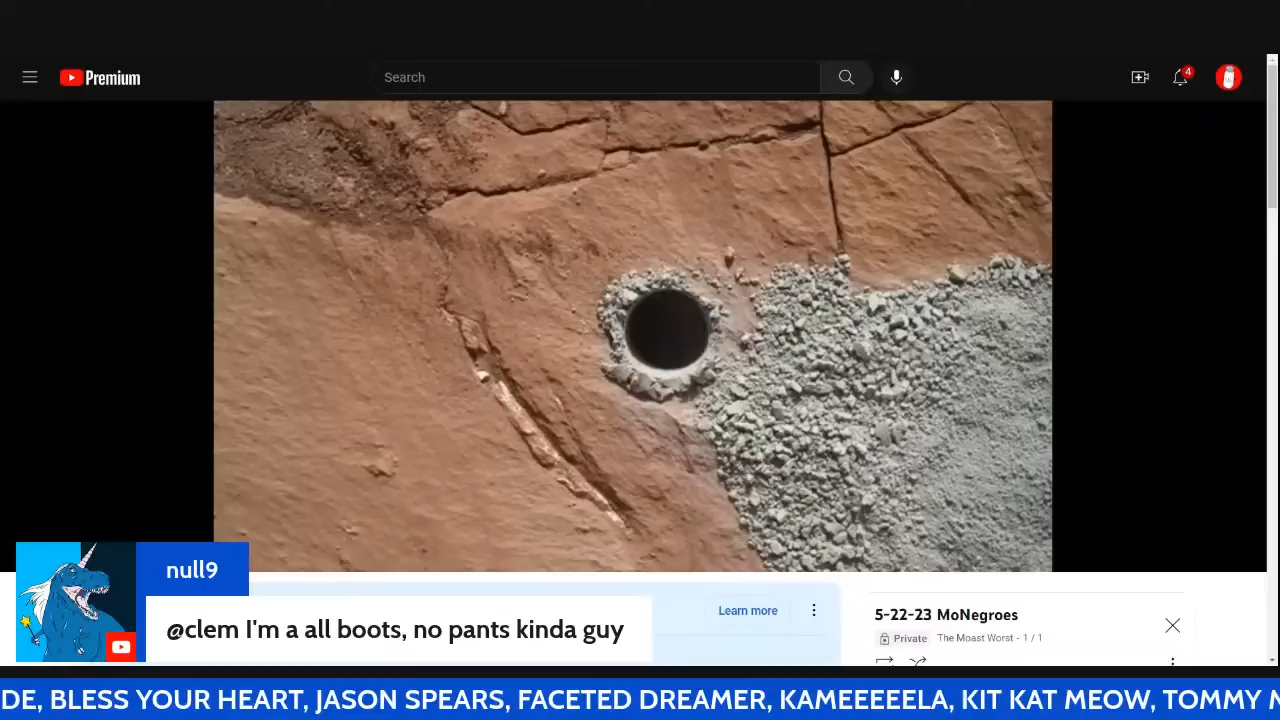 Premium
Search
4
null9
@clem I'm a all boots, no pants kinda guy
Learn more
5-22-23 MoNegroes
Private The Moast Worst - 1 / 1
DE, BLESS YOUR HEART, JASON SPEARS, FACETED DREAMER, KAMEEEEELA, KIT KAT MEOW, TOMMY M